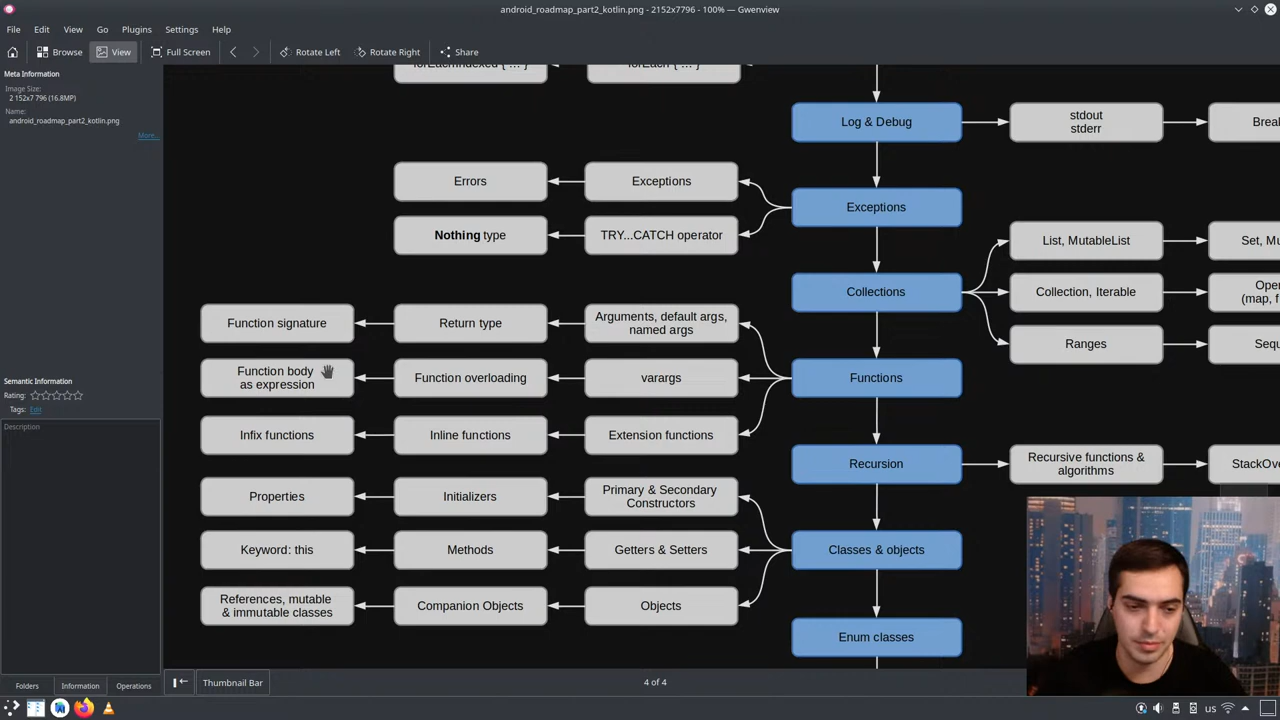 android_roadmap_part2_kotlin.png - 2152x7796 - 100% — Gwenview
File Edit View Go Plugins Settings Help
Browse View Full Screen Rotate Left Rotate Right Share
Meta Information
Image Size:
2 152x7 796 (16.8MP)
Name:
android_roadmap_part2_kotlin.png
More...
Semantic Information
Rating:
Tags: Edit
Description
Folders Information Operations
forEachIndexed { ... } forEach { ... }
Log & Debug
stdout
stderr
Errors Exceptions
Exceptions
Nothing type TRY...CATCH operator
List, MutableList
Collections
Collection, Iterable
Ranges
Function signature Return type
Arguments, default args,
named args
Function body
as expression
Function overloading varargs Functions
Infix functions Inline functions Extension functions
Recursion
Recursive functions &
algorithms
Properties Initializers
Primary & Secondary
Constructors
Keyword: this Methods Getters & Setters Classes & objects
References, mutable
& immutable classes
Companion Objects Objects
Enum classes
Thumbnail Bar 4 of 4
us